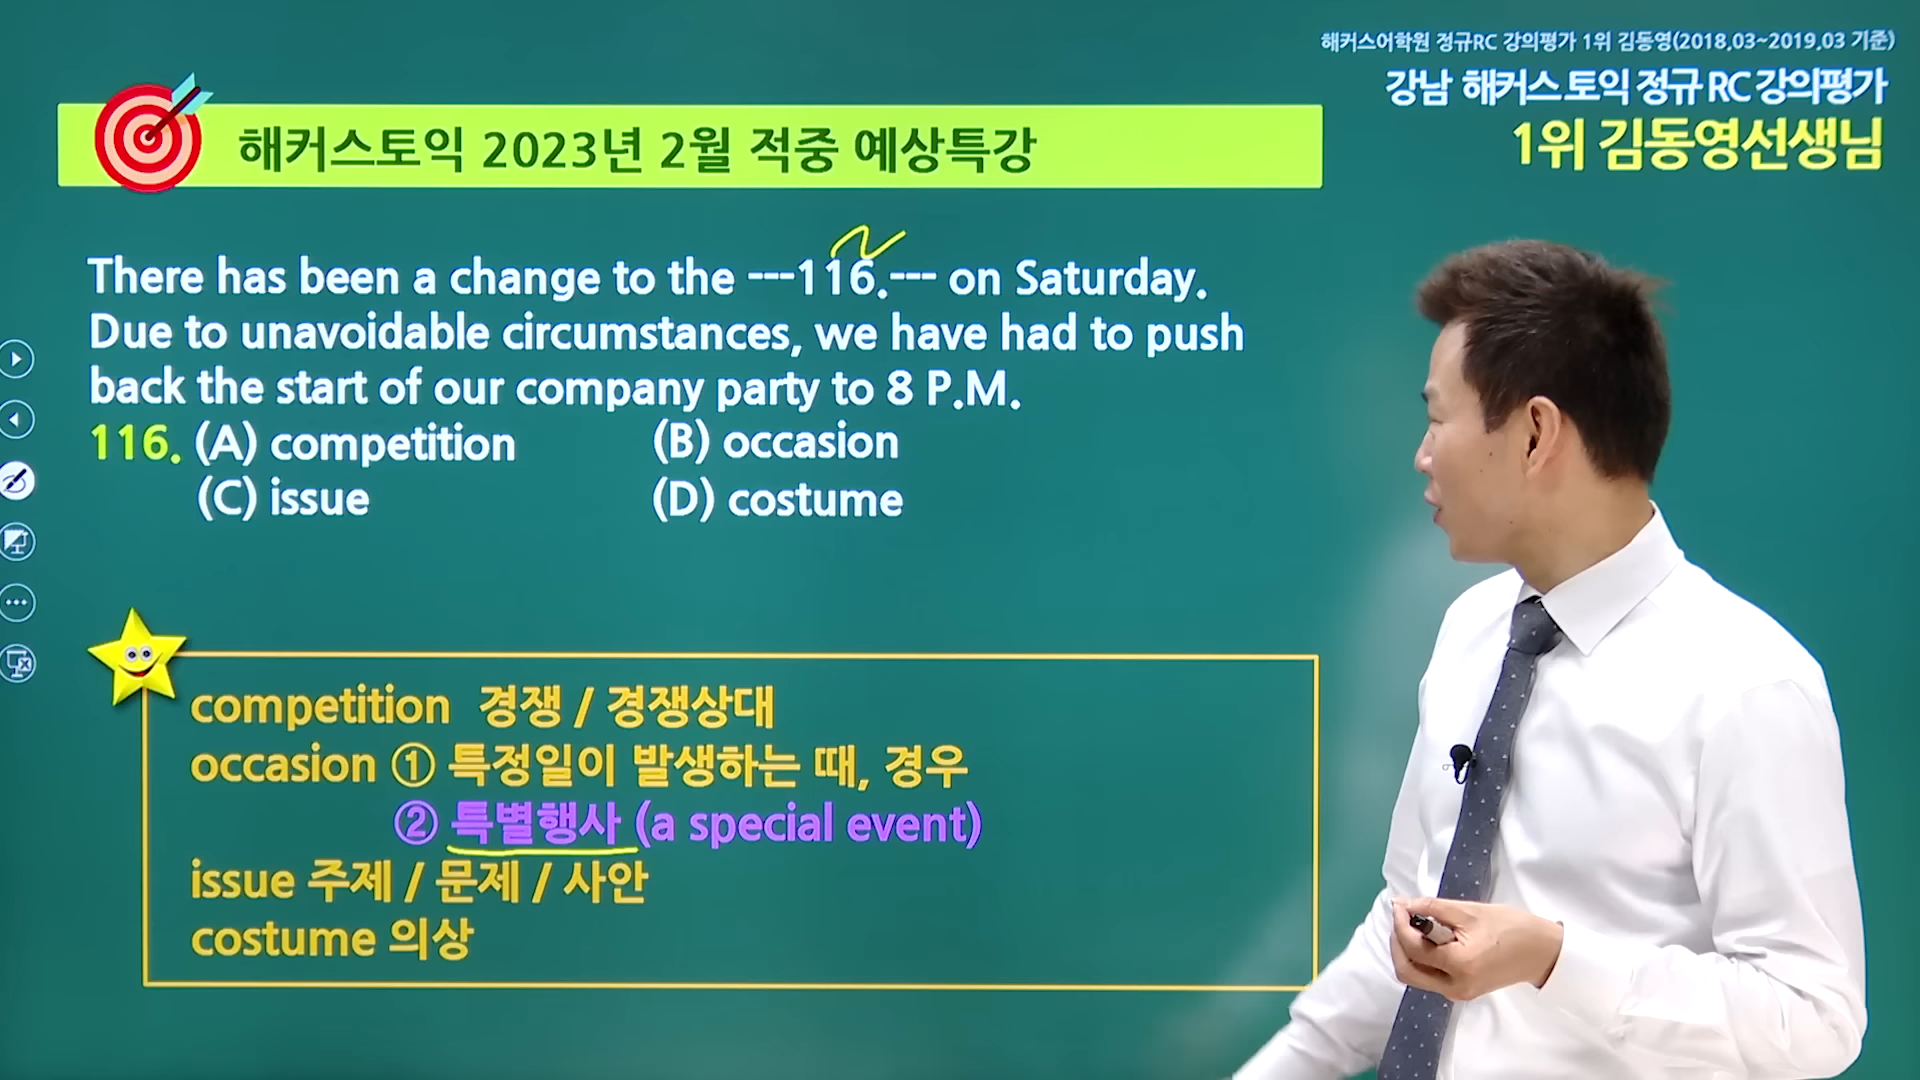 해커스어학원 정규RC 강의평가 1위 김동영(2018.03~2019.03 기준)
강남 해커스 토익 정규 RC 강의평가
1위 김동영선생님
해커스토익 2023년 2월 적중 예상특강
There has been a change to the ---116.--- on Saturday.
Due to unavoidable circumstances, we have had to push
back the start of our company party to 8 P.M.
116. (A) competition (B) occasion
(C) issue (D) costume
competition 경쟁 / 경쟁상대
occasion ① 특정일이 발생하는 때, 경우
② 특별행사 (a special event)
issue 주제 / 문제 / 사안
costume 의상